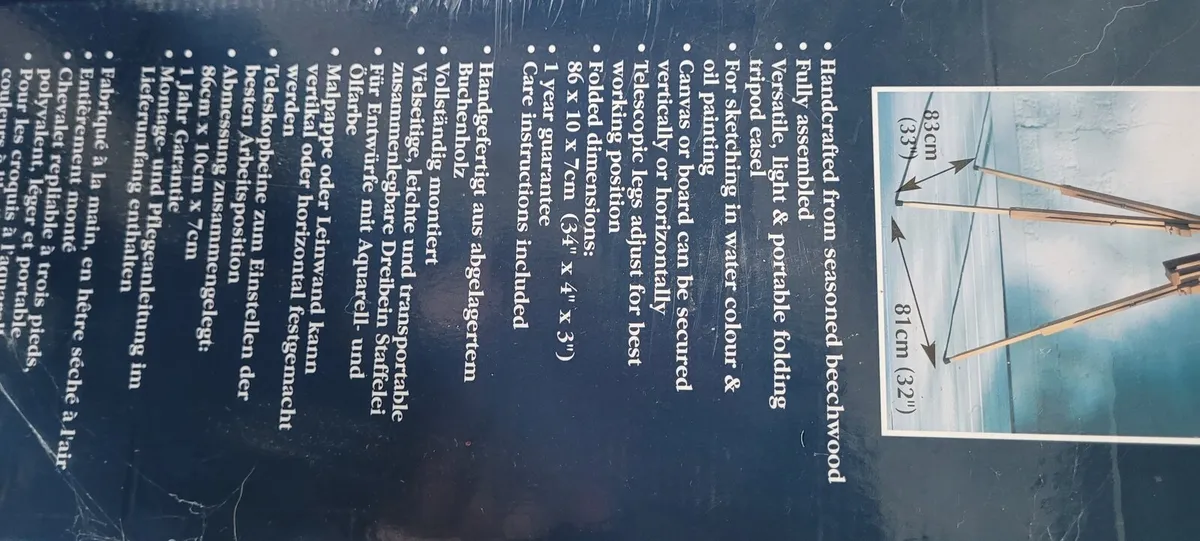 83cm
(33")
81cm (32")
• Handcrafted from seasoned beechwood
• Fully assembled
• Versatile, light & portable folding
tripod easel
• For sketching in water colour &
oil painting
• Canvas or board can be secured
vertically or horizontally
• Telescopic legs adjust for best
working position
• Folded dimensions:
86 x 10 x 7cm (34" x 4" x 3")
• 1 year guarantee
• Care instructions included
• Handgefertigt aus abgelagertem
Buchenholz
• Vollständig montiert
• Vielseitige, leichte und transportable
zusammenlegbare Dreibein Staffelei
• Für Entwürfe mit Aquarell- und
Ölfarbe
• Malpappe oder Leinwand kann
vertikal oder horizontal festgemacht
werden
• Teleskopbeine zum Einstellen der
besten Arbeitsposition
• Abmessung zusammengelegt:
86cm x 10cm x 7cm
• 1 Jahr Garantie
• Montage- und Pflegeanleitung im
Lieferumfang enthalten
• Fabriqué à la main, en hêtre séché à l'air
• Entièrement monté
• Chevalet repliable à trois pieds,
polyvalent, léger et portable
• Pour les croquis à l'aquarelle
couleurs à